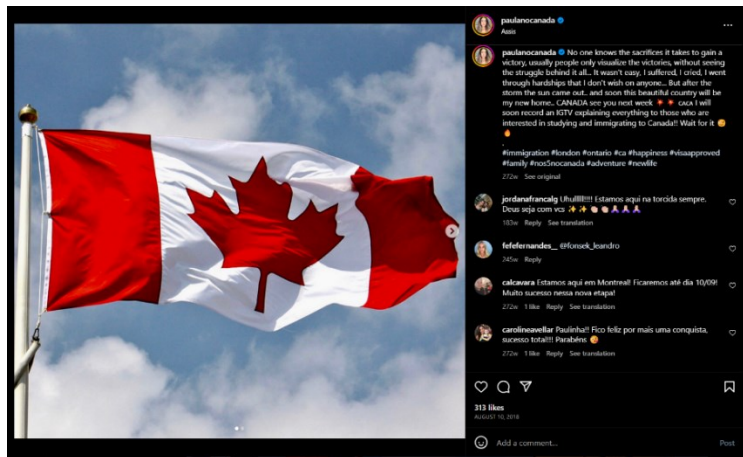 paulanocanada
Assis
paulanocanada No one knows the sacrifices it takes to gain a
victory, usually people only visualize the victories, without seeing
the struggle behind it all... It wasn't easy, I suffered, I cried, I went
through hardships that I don't wish on anyone... But after the
storm the sun came out.. and soon this beautiful country will be
my new home.. CANADA see you next week 💥 💥 CACA I will
soon record an IGTV explaining everything to those who are
interested in studying and immigrating to Canada!! Wait for it 🥰
🔥
.
#immigration #london #ontario #ca #happiness #visaapproved
#family #nos5nocanada #adventure #newlife
272w See original
jordanafrancalg Uhulllll!!!! Estamos aqui na torcida sempre.
Deus seja com vcs ✨✨👏🏻👏🏻🙏🏻🙏🏻🙏🏻
183w Reply See translation
fefefernandes__ @fonsek_leandro
245w Reply
calcavara Estamos aqui em Montreal! Ficaremos até dia 10/09!
Muito sucesso nessa nova etapa!
272w 1 like Reply See translation
carolineavellar Paulinha!! Fico feliz por mais uma conquista,
sucesso total!!!! Parabéns 🥰
272w 1 like Reply See translation
313 likes
AUGUST 10, 2018
Add a comment...
Post